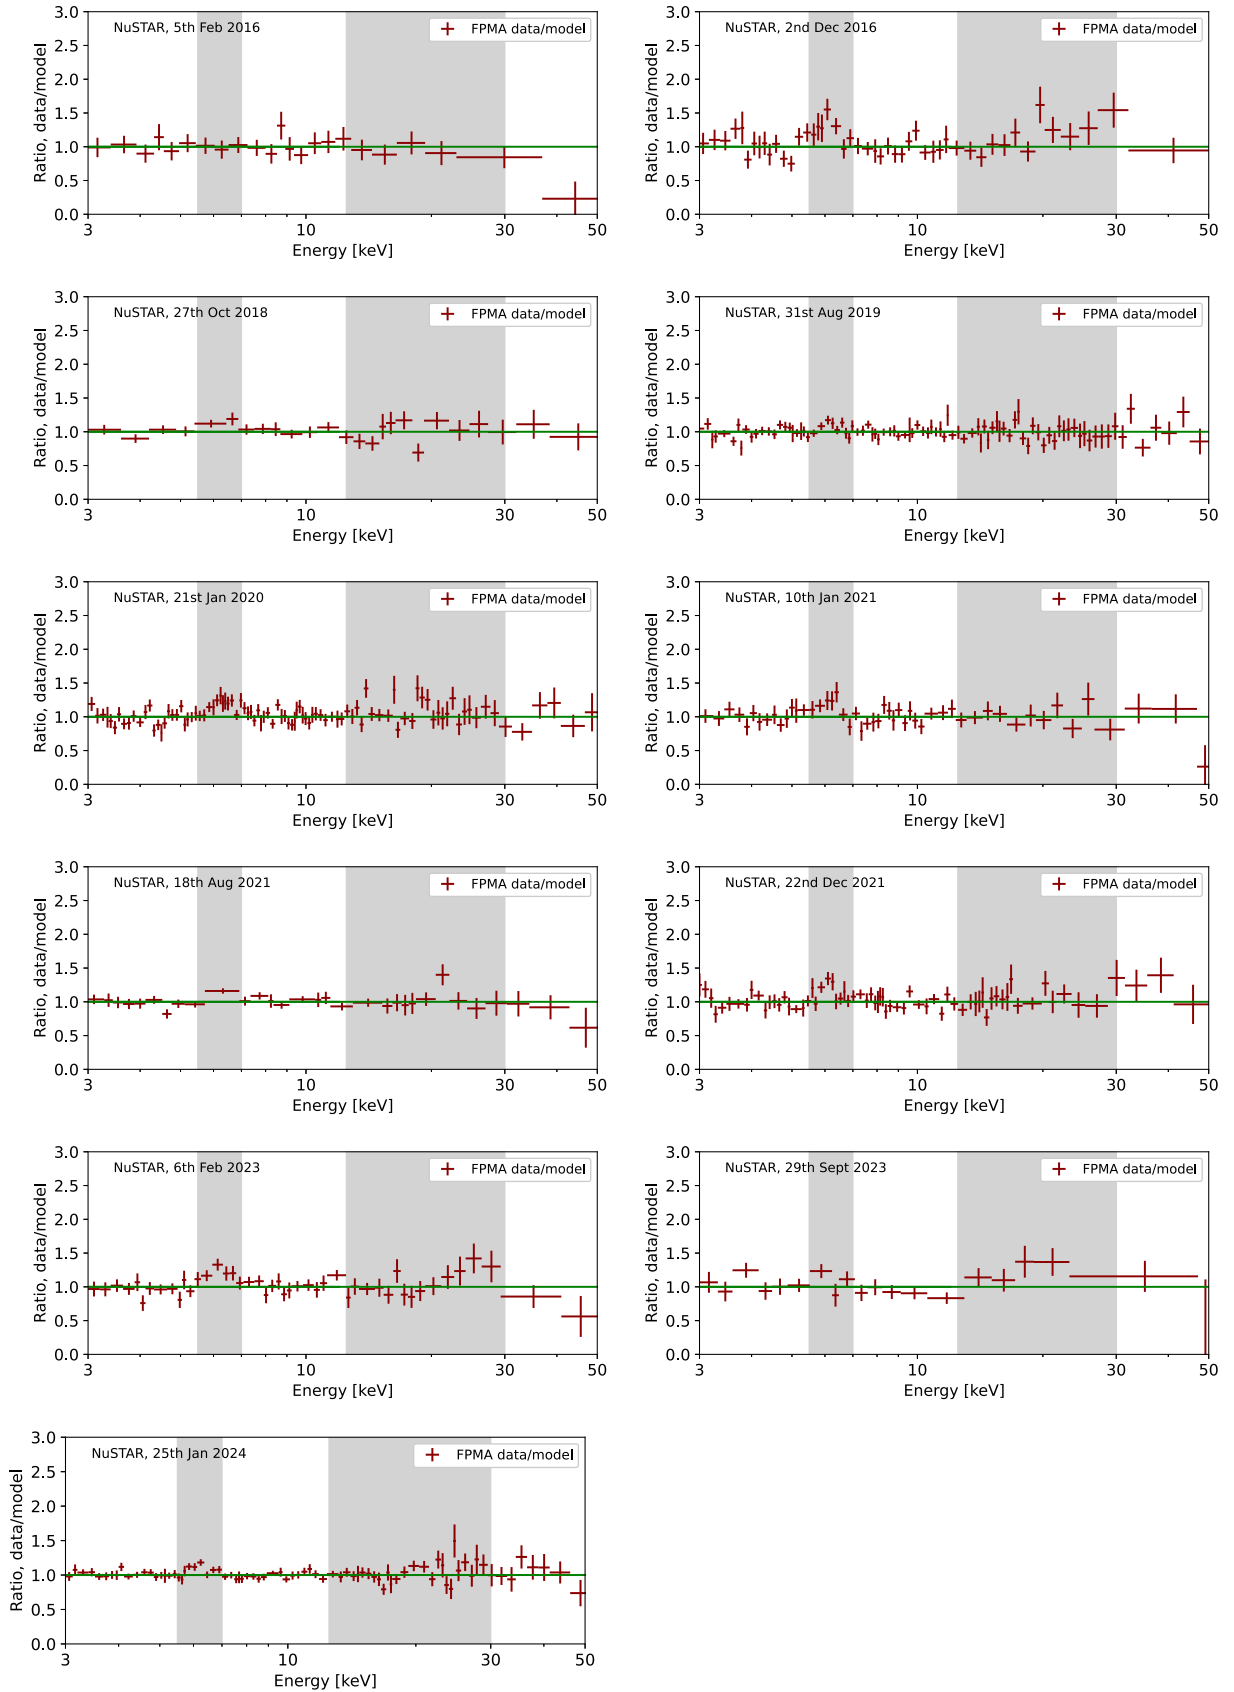 NuSTAR, 5th Feb 2016
FPMA data/model
Ratio, data/model
3.0
2.5
2.0
1.5
1.0
0.5
0.0
3 10 30 50
Energy [keV]
NuSTAR, 2nd Dec 2016
FPMA data/model
Ratio, data/model
3.0
2.5
2.0
1.5
1.0
0.5
0.0
3 10 30 50
Energy [keV]
NuSTAR, 27th Oct 2018
FPMA data/model
Ratio, data/model
3.0
2.5
2.0
1.5
1.0
0.5
0.0
3 10 30 50
Energy [keV]
NuSTAR, 31st Aug 2019
FPMA data/model
Ratio, data/model
3.0
2.5
2.0
1.5
1.0
0.5
0.0
3 10 30 50
Energy [keV]
NuSTAR, 21st Jan 2020
FPMA data/model
Ratio, data/model
3.0
2.5
2.0
1.5
1.0
0.5
0.0
3 10 30 50
Energy [keV]
NuSTAR, 10th Jan 2021
FPMA data/model
Ratio, data/model
3.0
2.5
2.0
1.5
1.0
0.5
0.0
3 10 30 50
Energy [keV]
NuSTAR, 18th Aug 2021
FPMA data/model
Ratio, data/model
3.0
2.5
2.0
1.5
1.0
0.5
0.0
3 10 30 50
Energy [keV]
NuSTAR, 22nd Dec 2021
FPMA data/model
Ratio, data/model
3.0
2.5
2.0
1.5
1.0
0.5
0.0
3 10 30 50
Energy [keV]
NuSTAR, 6th Feb 2023
FPMA data/model
Ratio, data/model
3.0
2.5
2.0
1.5
1.0
0.5
0.0
3 10 30 50
Energy [keV]
NuSTAR, 29th Sept 2023
FPMA data/model
Ratio, data/model
3.0
2.5
2.0
1.5
1.0
0.5
0.0
3 10 30 50
Energy [keV]
NuSTAR, 25th Jan 2024
FPMA data/model
Ratio, data/model
3.0
2.5
2.0
1.5
1.0
0.5
0.0
3 10 30 50
Energy [keV]